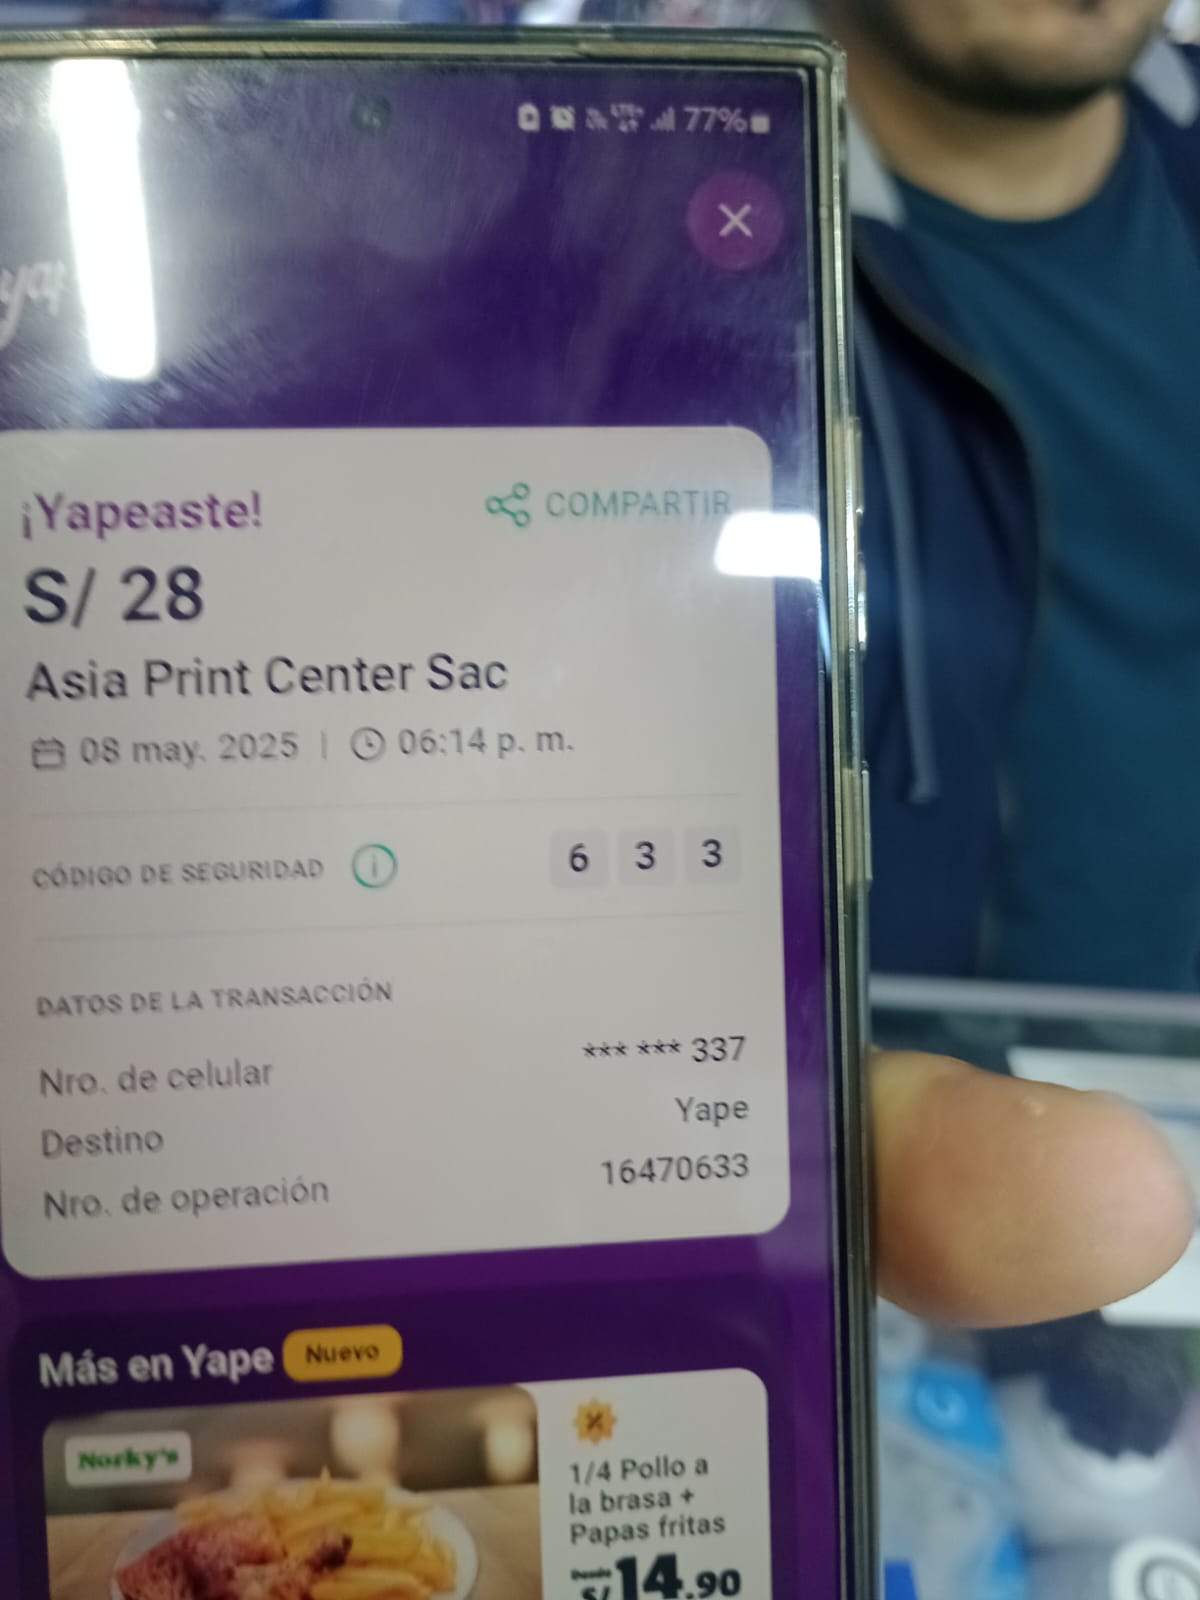 77%
yap
¡Yapeaste!
COMPARTIR
S/ 28
Asia Print Center Sac
08 may. 2025 | 06:14 p. m.
CÓDIGO DE SEGURIDAD 6 3 3
DATOS DE LA TRANSACCIÓN
Nro. de celular *** *** 337
Destino Yape
Nro. de operación 16470633
Más en Yape Nuevo
Norky's
1/4 Pollo a
la brasa +
Papas fritas
Desde
S/ 14.90